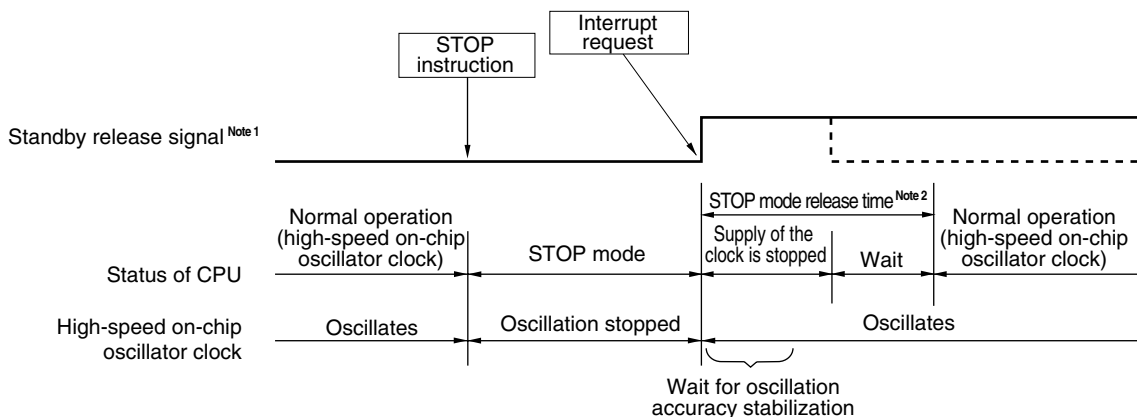 STOP
instruction
Interrupt
request
Standby release signal Note 1
STOP mode release time Note 2
Normal operation
(high-speed on-chip
oscillator clock)
STOP mode
Supply of the
clock is stopped
Wait
Normal operation
(high-speed on-chip
oscillator clock)
Status of CPU
High-speed on-chip
oscillator clock
Oscillates
Oscillation stopped
Oscillates
Wait for oscillation
accuracy stabilization